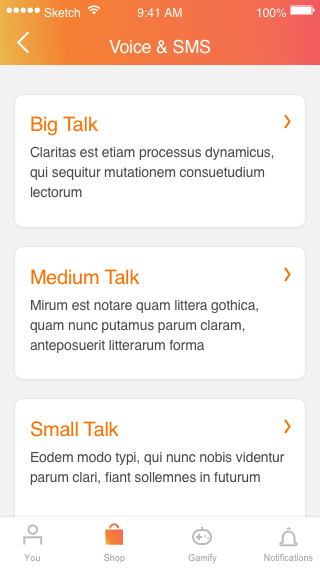 Sketch 9:41 AM 100%
Voice & SMS
Big Talk
Claritas est etiam processus dynamicus,
qui sequitur mutationem consuetudium
lectorum
Medium Talk
Mirum est notare quam littera gothica,
quam nunc putamus parum claram,
anteposuerit litterarum forma
Small Talk
Eodem modo typi, qui nunc nobis videntur
parum clari, fiant sollemnes in futurum
You Shop Gamify Notifications